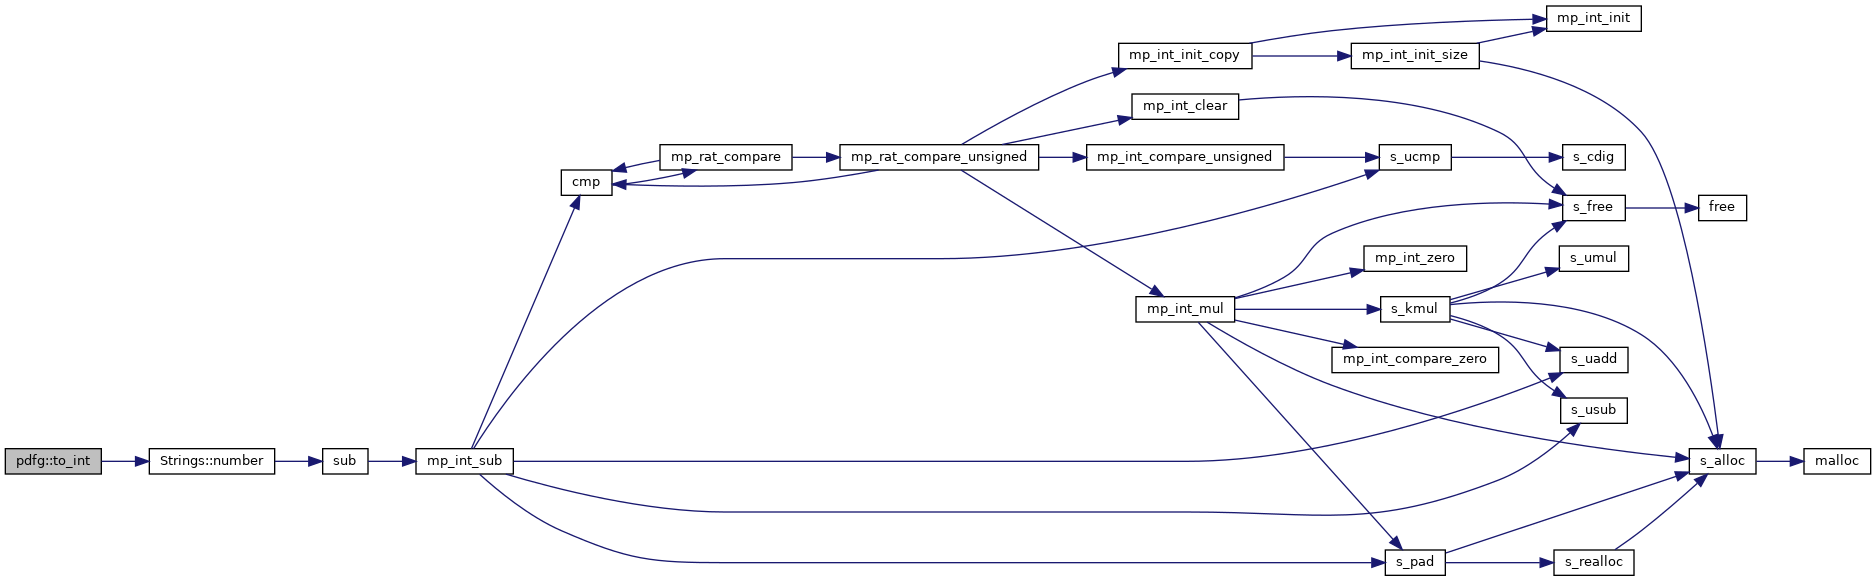 mp_int_init
mp_int_init_copy
mp_int_init_size
mp_int_clear
mp_rat_compare
mp_rat_compare_unsigned
mp_int_compare_unsigned
s_ucmp
s_cdig
cmp
s_free
free
mp_int_zero
s_umul
mp_int_mul
s_kmul
mp_int_compare_zero
s_uadd
s_usub
pdfg::to_int
Strings::number
sub
mp_int_sub
s_alloc
malloc
s_pad
s_realloc